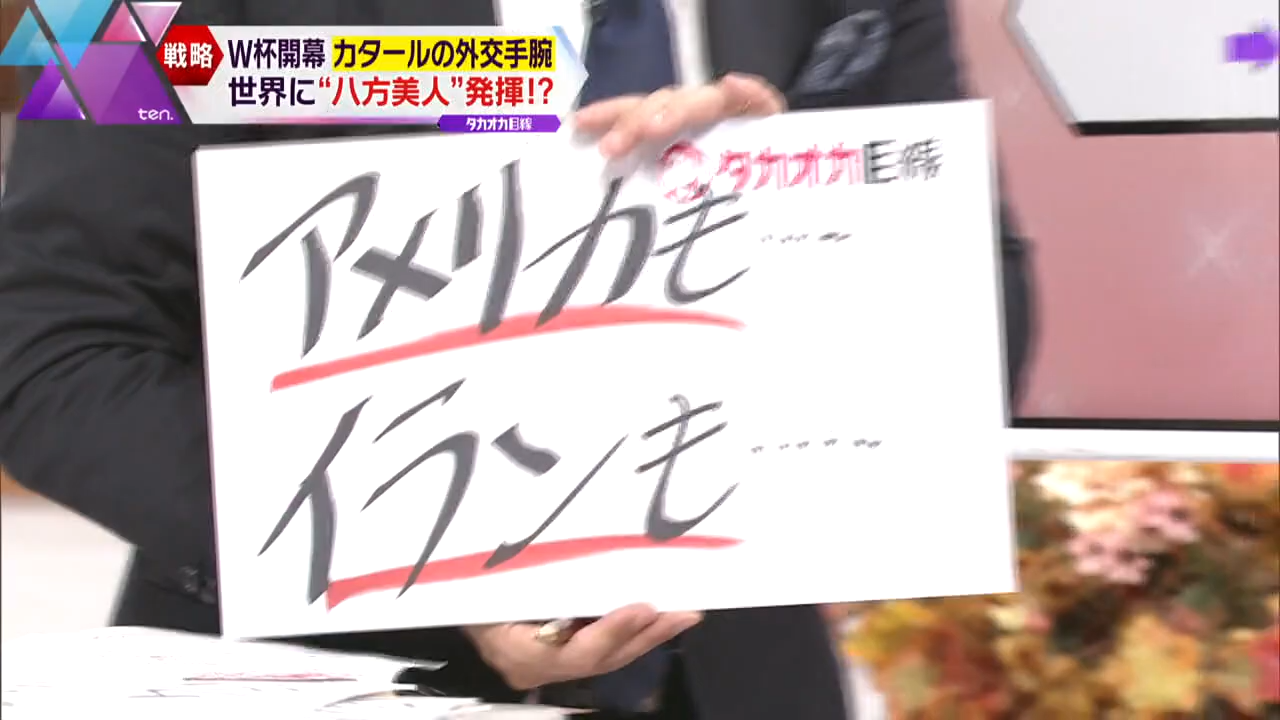 戦略
W杯開幕 カタールの外交手腕
世界に“八方美人”発揮!?
ten.
タカオカ目線
タカオカ目線
アメリカも……
イランも……